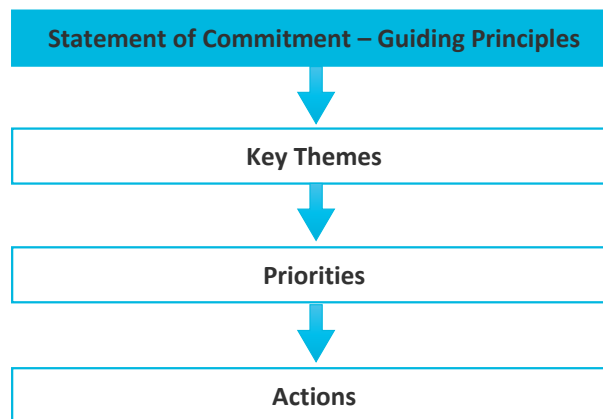 Statement of Commitment – Guiding Principles
Key Themes
Priorities
Actions